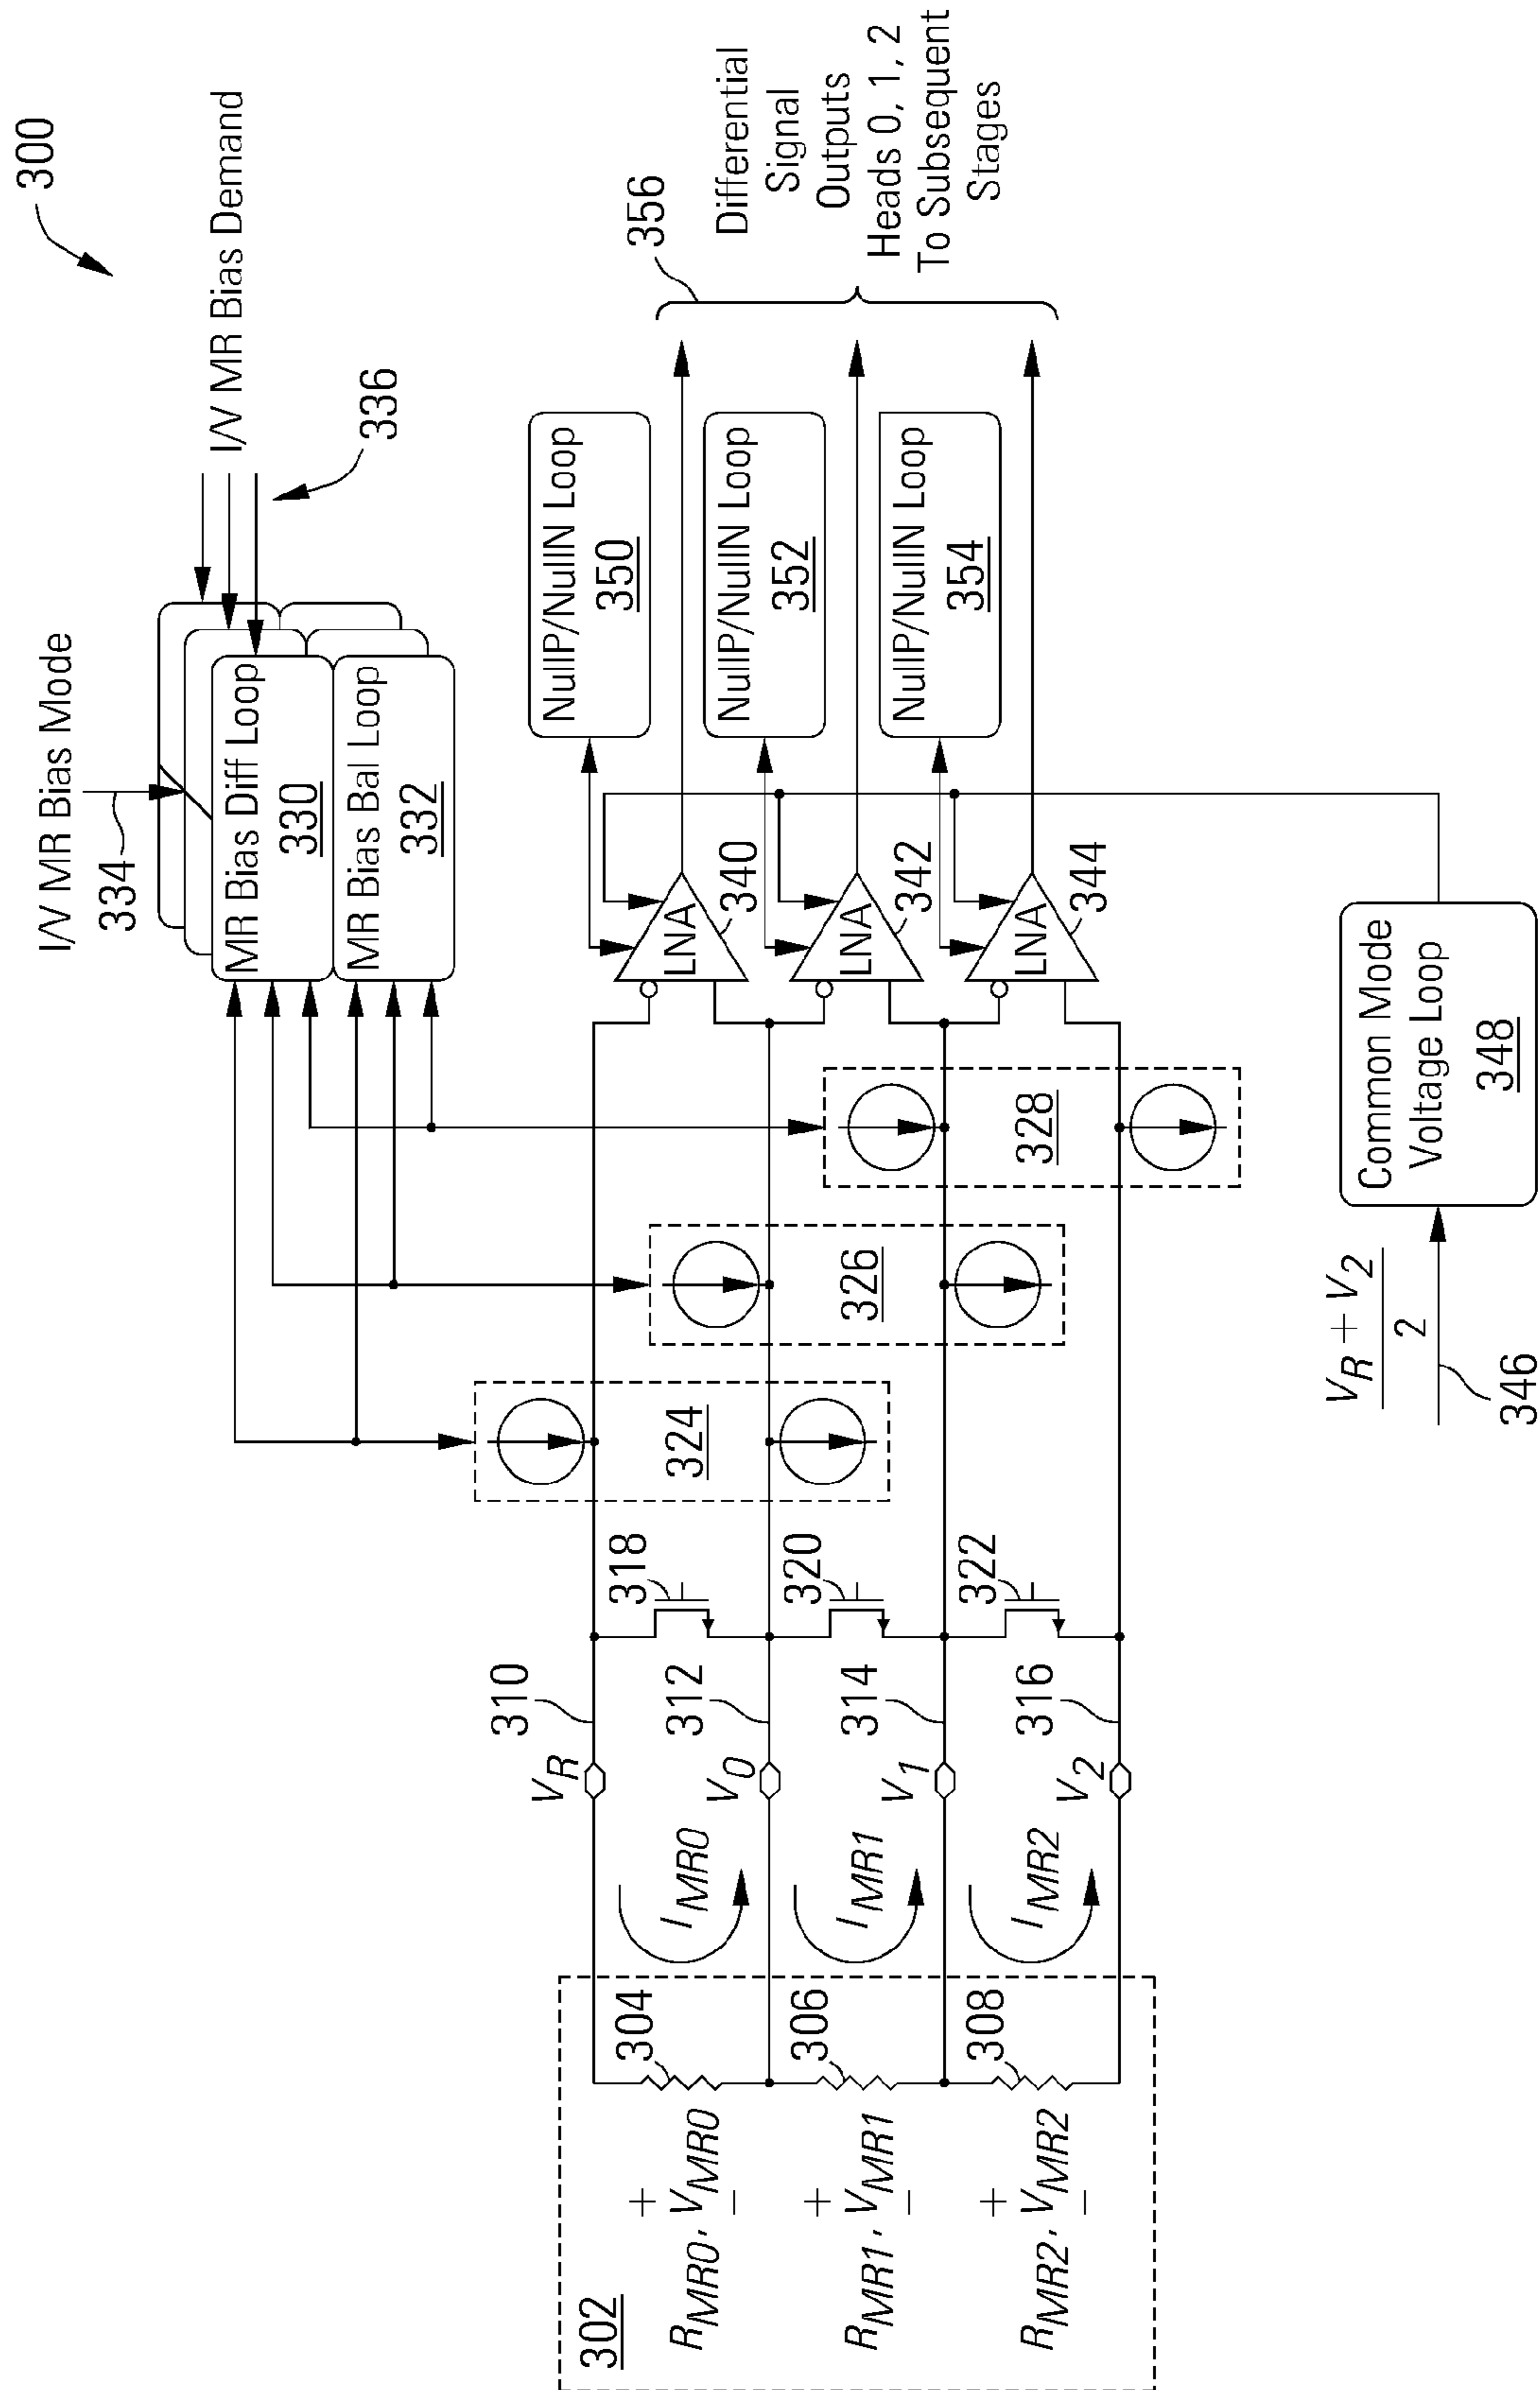 300
I/V MR Bias Mode
334
I/V MR Bias Demand
336
MR Bias Diff Loop
330
MR Bias Bal Loop
332
302
304
306
308
+
R_MR0, V_MR0
−
+
R_MR1, V_MR1
−
+
R_MR2, V_MR2
−
I_MR0
I_MR1
I_MR2
V_R
V_0
V_1
V_2
310
312
314
316
318
320
322
324
326
328
LNA
340
LNA
342
LNA
344
NullP/NullN Loop
350
NullP/NullN Loop
352
NullP/NullN Loop
354
356
Differential
Signal
Outputs
Heads 0, 1, 2
To Subsequent
Stages
V_R + V_2
2
346
Common Mode
Voltage Loop
348